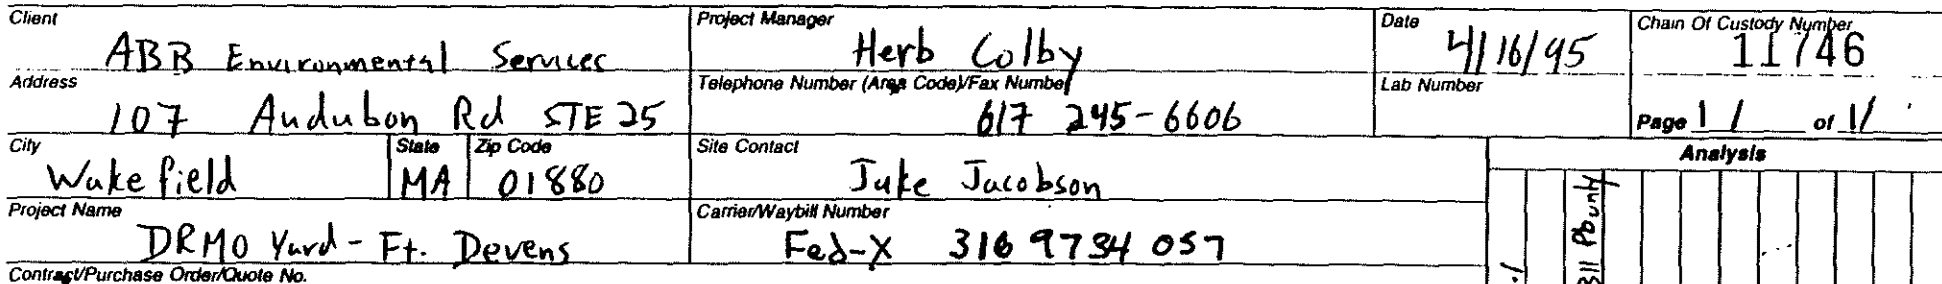 Client Project Manager Date Chain Of Custody Number
ABB Environmental Services Herb Colby 4/16/95 11746
Address Telephone Number (Area Code)/Fax Number Lab Number
107 Audubon Rd STE 25 617 245-6606 Page 1/ of 1/
City State Zip Code Site Contact Analysis
Wakefield MA 01880 Jake Jacobson
Project Name Carrier/Waybill Number
DRMO Yard - Ft. Devens Fed-X 316 9734 057
Contract/Purchase Order/Quote No.
Pb only